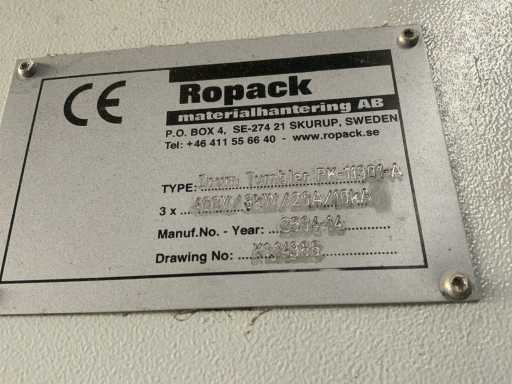 CE
Ropack
materialhantering AB
P.O. BOX 4, SE-274 21 SKURUP, SWEDEN
Tel: +46 411 55 66 40 - www.ropack.se
TYPE: Tumbler
3 x
Manuf.No. - Year:
Drawing No: